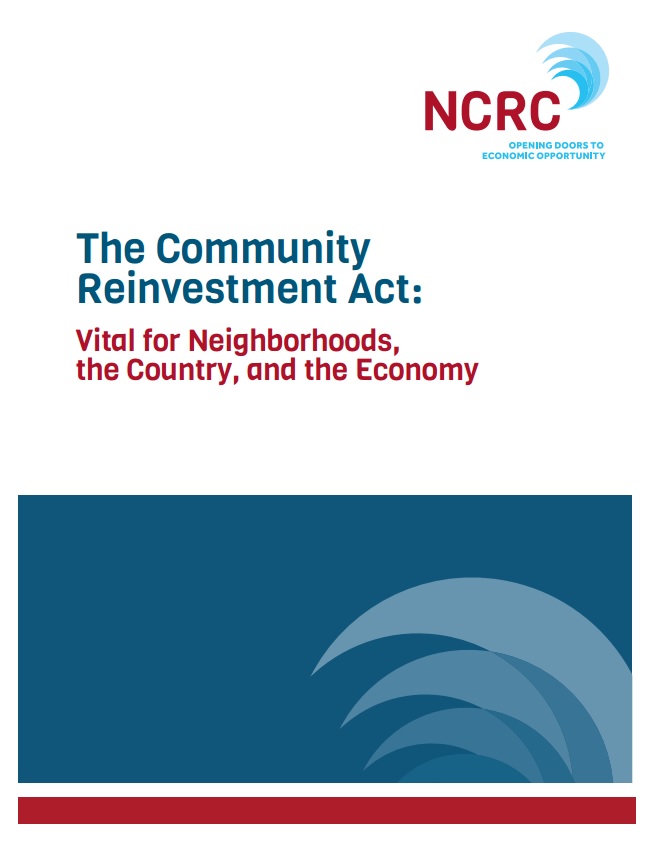 NCRC
OPENING DOORS TO
ECONOMIC OPPORTUNITY
The Community
Reinvestment Act:
Vital for Neighborhoods,
the Country, and the Economy